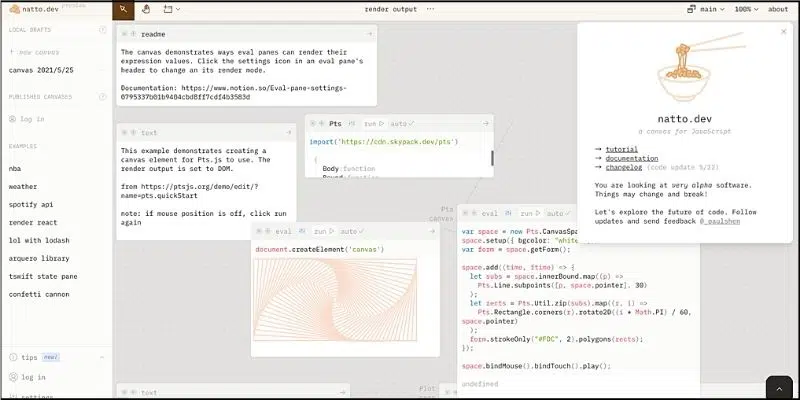 natto.dev preview
render output ...
main
100%
about
LOCAL DRAFTS
+ new canvas
canvas 2021/5/25
PUBLISHED CANVASES
log in
EXAMPLES
nba
weather
spotify api
render react
lol with lodash
arquero library
tswift state pane
confetti cannon
tips new!
log in
settings
readme
The canvas demonstrates ways eval panes can render their
expression values. Click the settings icon in an eval pane's
header to change an its render mode.
Documentation: https://www.notion.so/Eval-pane-settings-
text
This example demonstrates creating a
canvas element for Pts.js to use. The
render output is set to DOM.
from https://ptsjs.org/demo/edit/?
name=pts.quickStart
note: if mouse position is off, click run
again
Pts run auto
import('https://cdn.skypack.dev/pts')
{
Body:function
Bound:function
Pts
canvas
eval run auto
document.createElement('canvas')
eval run auto
var space = new Pts.CanvasSpa
space.setup({ bgcolor: "white
var form = space.getForm();
space.add((time, ftime) => {
let subs = space.innerBound.map((p) =>
Pts.Line.subpoints([p, space.pointer], 30)
);
let rects = Pts.Util.zip(subs).map((r, i) =>
Pts.Rectangle.corners(r).rotate2D((i * Math.PI) / 60,
space.pointer)
);
form.strokeOnly("#FDC", 2).polygons(rects);
});
space.bindMouse().bindTouch().play();
undefined
natto.dev
a canvas for JavaScript
→ tutorial
→ documentation
→ changelog (code update 5/22)
You are looking at very alpha software.
Things may change and break!
Let's explore the future of code. Follow
updates and send feedback @_paulshen
text
Plot